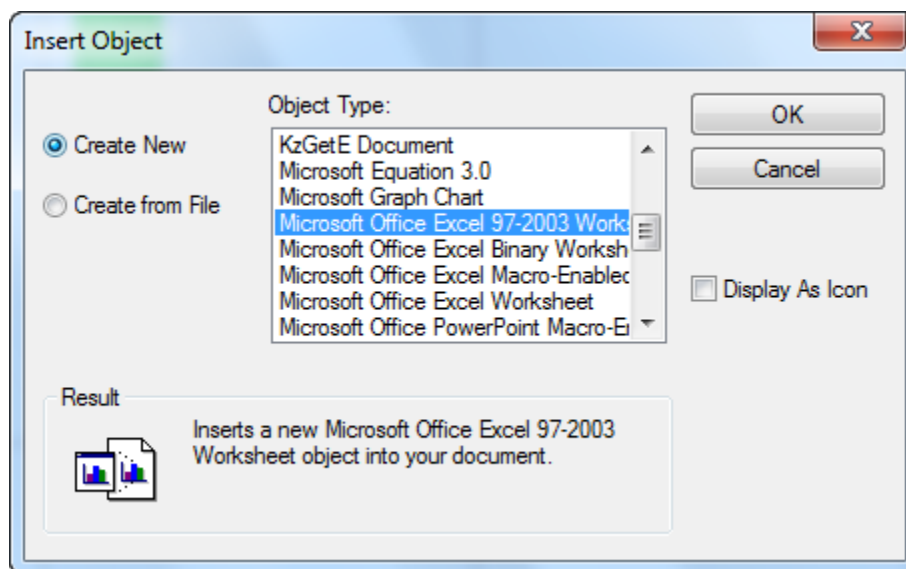 Insert Object
Object Type:
Create New
Create from File
KzGetE Document
Microsoft Equation 3.0
Microsoft Graph Chart
Microsoft Office Excel 97-2003 Works
Microsoft Office Excel Binary Worksh
Microsoft Office Excel Macro-Enabled
Microsoft Office Excel Worksheet
Microsoft Office PowerPoint Macro-En
OK
Cancel
Display As Icon
Result
Inserts a new Microsoft Office Excel 97-2003
Worksheet object into your document.